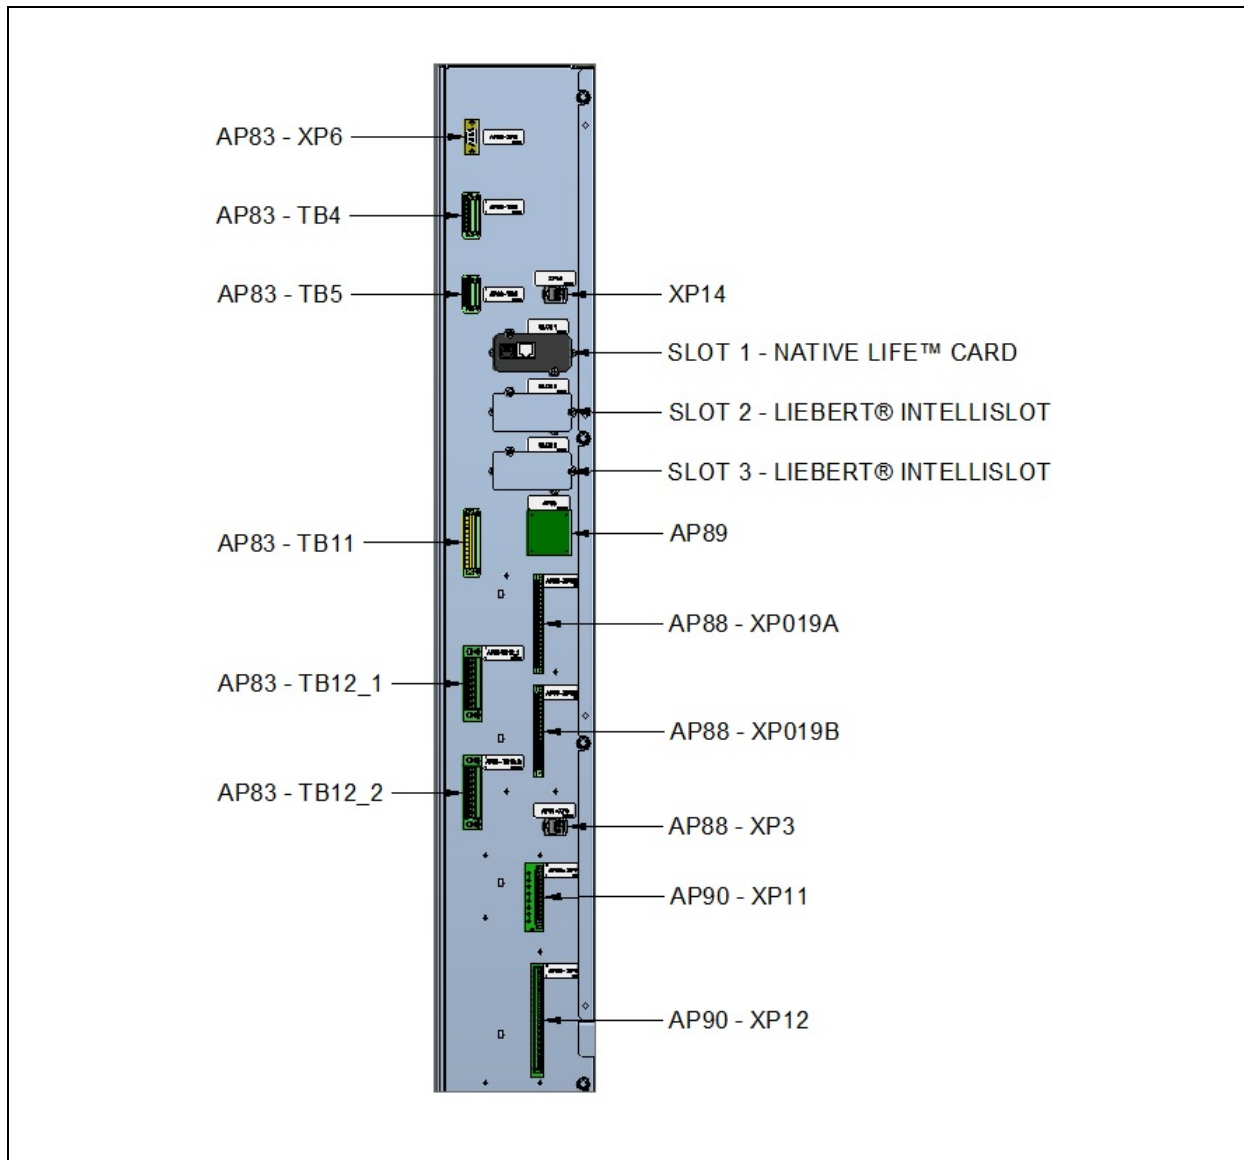 AP83 - XP6
AP83 - TB4
AP83 - TB5
XP14
SLOT 1 - NATIVE LIFE™ CARD
SLOT 2 - LIEBERT® INTELLISLOT
SLOT 3 - LIEBERT® INTELLISLOT
AP83 - TB11
AP89
AP88 - XP019A
AP83 - TB12_1
AP88 - XP019B
AP83 - TB12_2
AP88 - XP3
AP90 - XP11
AP90 - XP12